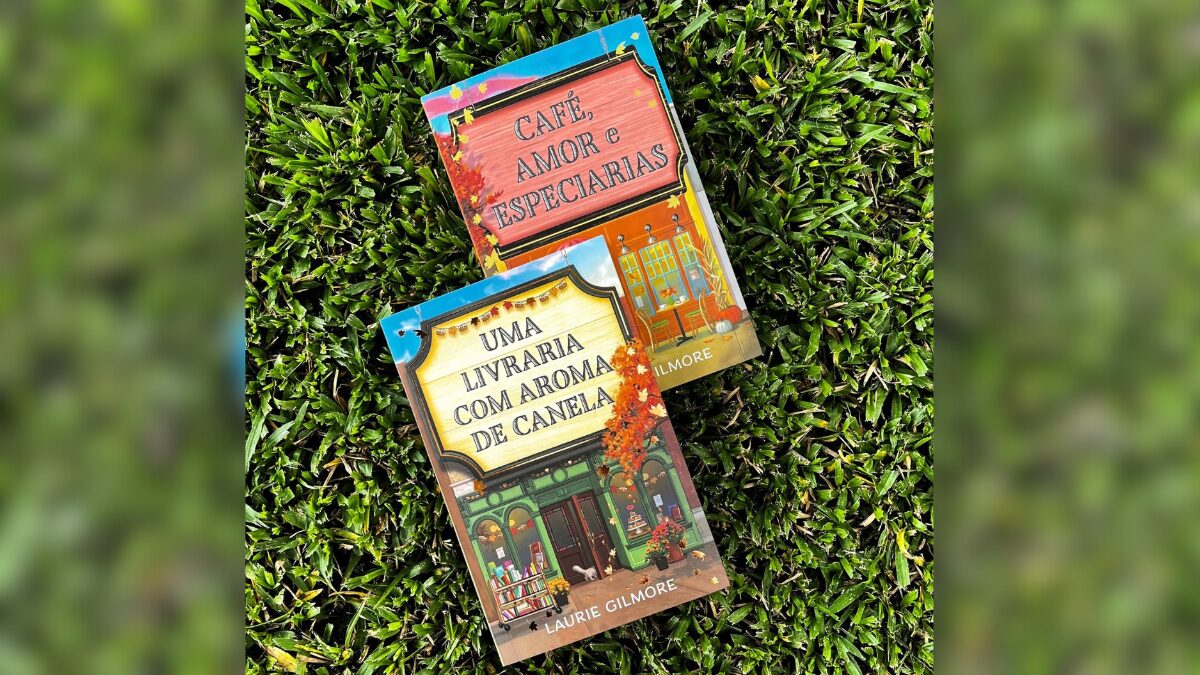 CAFÉ,
AMOR e
ESPECIARIAS
GILMORE
UMA
LIVRARIA
COM AROMA
DE CANELA
LAURIE GILMORE